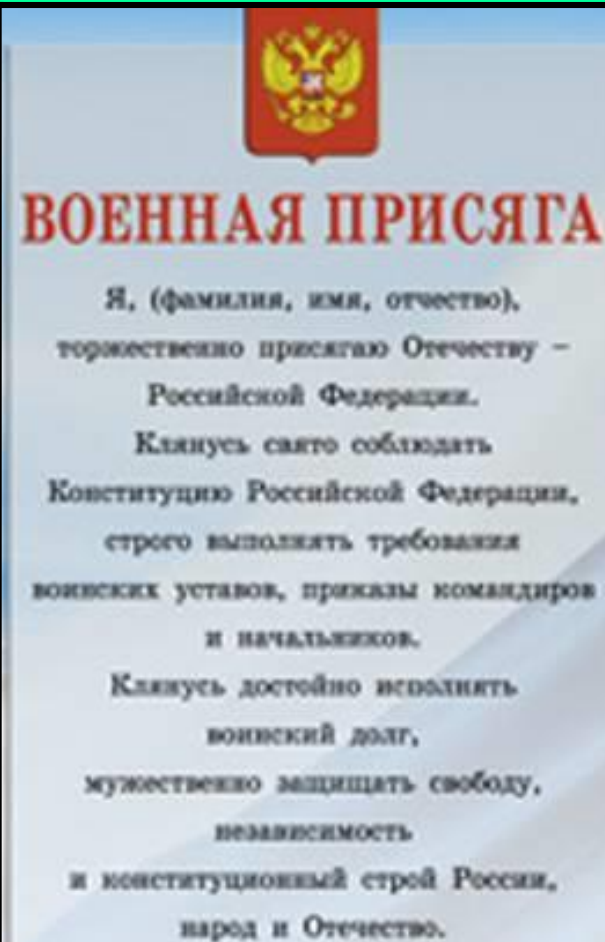 ВОЕННАЯ ПРИСЯГА
Я, (фамилия, имя, отчество),
торжественно присягаю Отечеству –
Российской Федерации.
Клянусь свято соблюдать
Конституцию Российской Федерации,
строго выполнять требования
воинских уставов, приказы командиров
и начальников.
Клянусь достойно исполнять
воинский долг,
мужественно защищать свободу,
независимость
и конституционный строй России,
народ и Отечество.